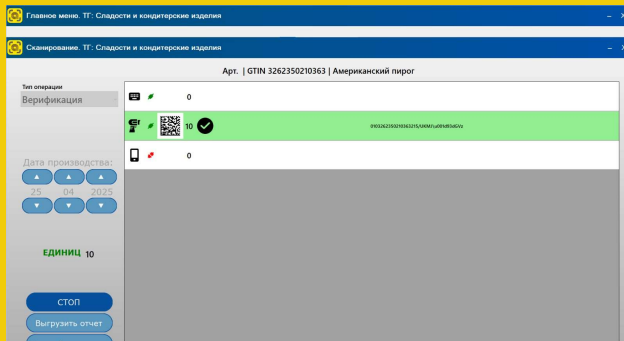 Главное меню. ТГ: Сладости и кондитерские изделия
Сканирование. ТГ: Сладости и кондитерские изделия
Арт. | GTIN 3262350210363 | Американский пирог
Тип операции
Верификация
0
10
0
Дата производства:
25 04 2025
ЕДИНИЦ 10
СТОП
Выгрузить отчет